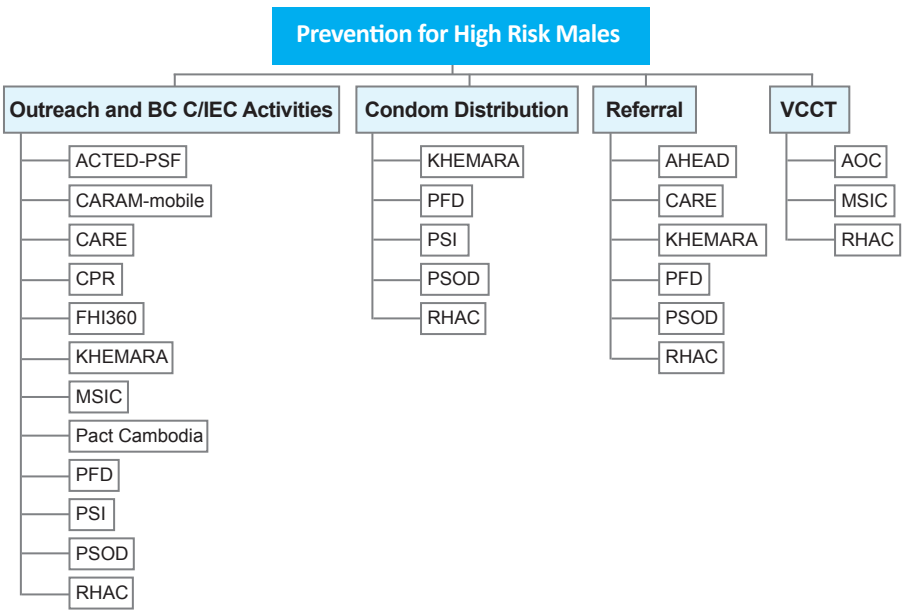 Prevention for High Risk Males
Outreach and BC C/IEC Activities
ACTED-PSF
CARAM-mobile
CARE
CPR
FHI360
KHEMARA
MSIC
Pact Cambodia
PFD
PSI
PSOD
RHAC
Condom Distribution
KHEMARA
PFD
PSI
PSOD
RHAC
Referral
AHEAD
CARE
KHEMARA
PFD
PSOD
RHAC
VCCT
AOC
MSIC
RHAC